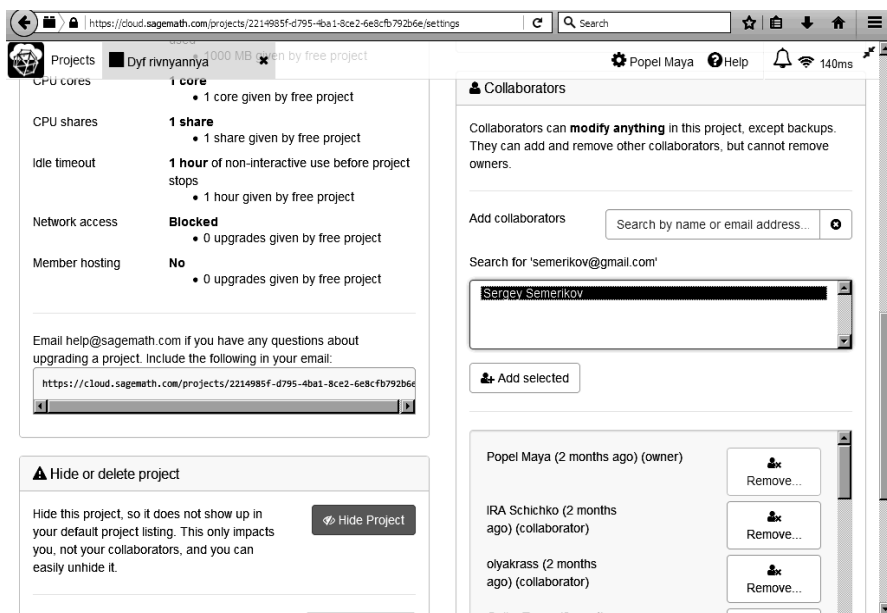 https://cloud.sagemath.com/projects/2214985f-d795-4ba1-8ce2-6e8cfb792b6e/settings
Search
Projects
Dyf rivnyannya
Popel Maya
Help
140ms
used
1000 MB given by free project
CPU cores
1 core
• 1 core given by free project
CPU shares
1 share
• 1 share given by free project
Idle timeout
1 hour of non-interactive use before project
stops
• 1 hour given by free project
Network access
Blocked
• 0 upgrades given by free project
Member hosting
No
• 0 upgrades given by free project
Email help@sagemath.com if you have any questions about
upgrading a project. Include the following in your email:
https://cloud.sagemath.com/projects/2214985f-d795-4ba1-8ce2-6e8cfb792b6e
Hide or delete project
Hide this project, so it does not show up in
your default project listing. This only impacts
you, not your collaborators, and you can
easily unhide it.
Hide Project
Collaborators
Collaborators can modify anything in this project, except backups.
They can add and remove other collaborators, but cannot remove
owners.
Add collaborators
Search by name or email address...
Search for 'semerikov@gmail.com'
Sergey Semerikov
Add selected
Popel Maya (2 months ago) (owner)
Remove...
IRA Schichko (2 months
ago) (collaborator)
Remove...
olyakrass (2 months
ago) (collaborator)
Remove...